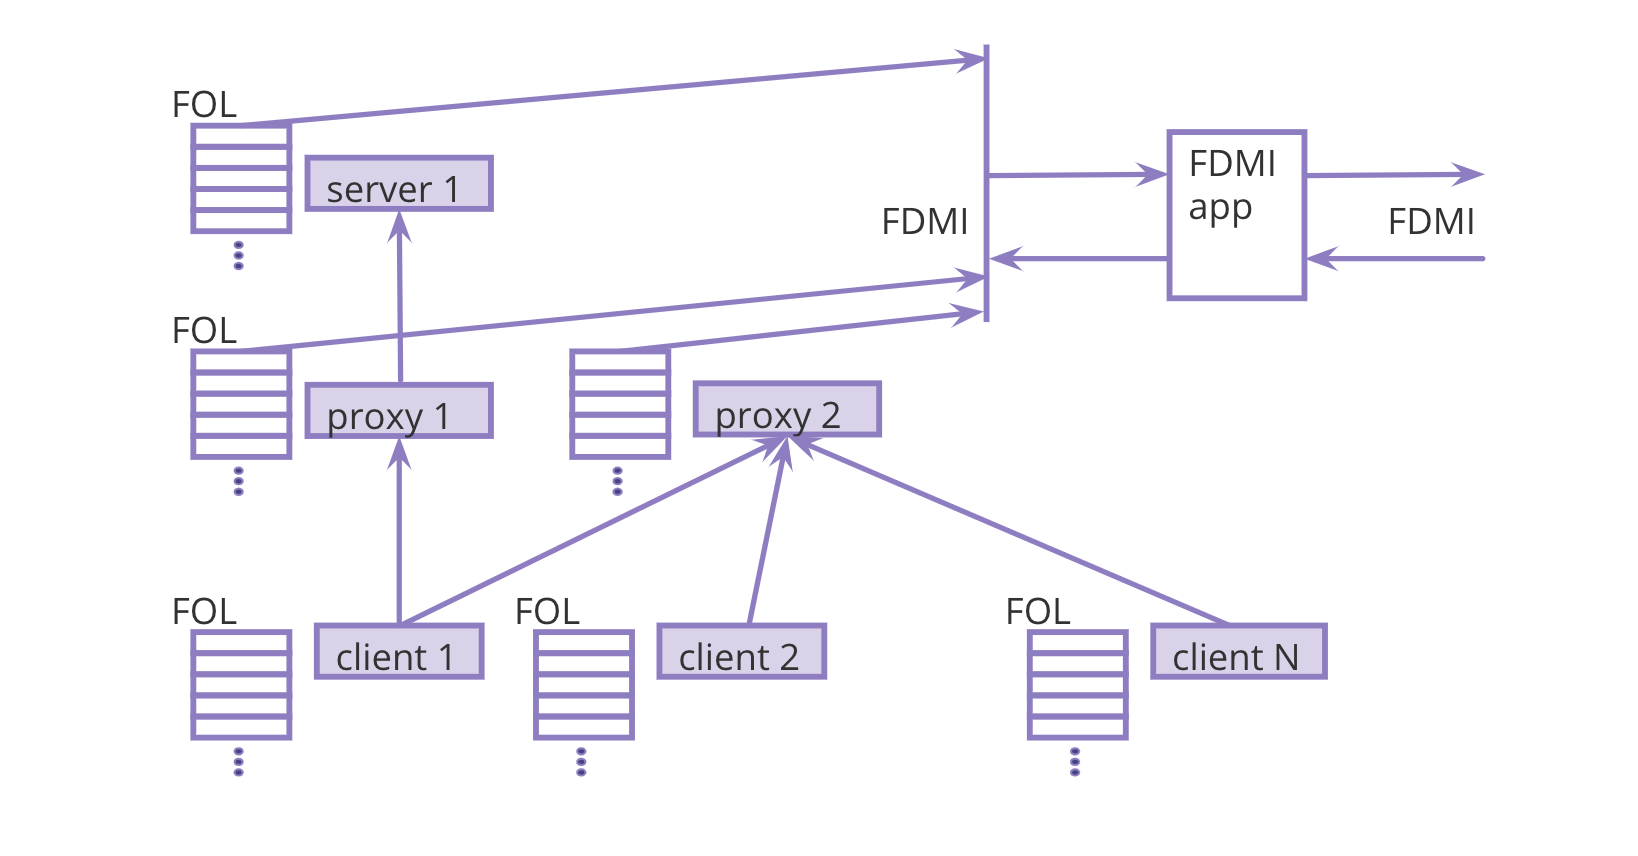 FOL
server 1
FDMI
app
FDMI
FDMI
FOL
proxy 1
proxy 2
FOL
client 1
FOL
client 2
FOL
client N